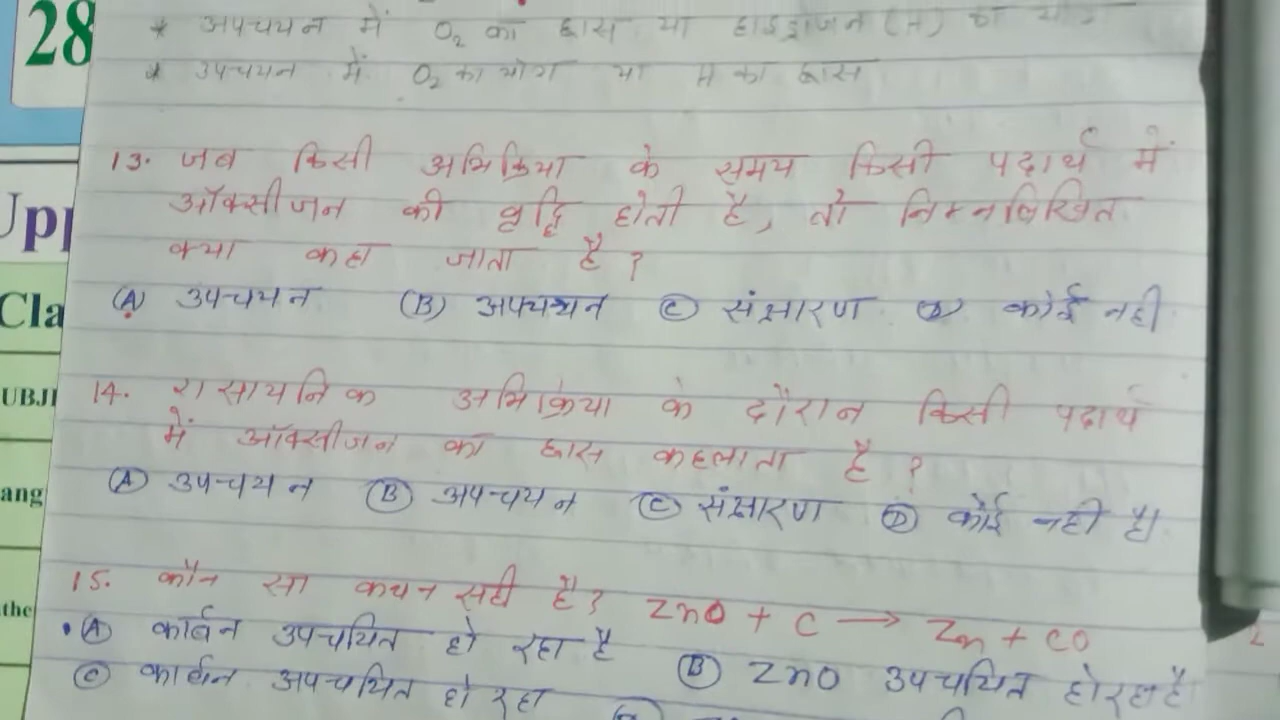 28
* अपचयन में O₂ का ह्रास या हाइड्रोजन (H) का योग
* उपचयन में O₂ का योग या H का ह्रास
13. जब किसी अभिक्रिया के समय किसी पदार्थ में
ऑक्सीजन की वृद्धि होती है, तो निम्नलिखित
क्या कहा जाता है ?
(A) उपचयन (B) अपचयन (C) संक्षारण (D) कोई नही
14. रासायनिक अभिक्रिया के दौरान किसी पदार्थ
में ऑक्सीजन का ह्रास कहलाता है ?
(A) उपचयन (B) अपचयन (C) संक्षारण (D) कोई नही है।
15. कौन सा कथन सही है? ZnO + C → Zn + CO
(A) कार्बन उपचयित हो रहा है (B) ZnO उपचयित हो रहा है
(C) कार्बन अपचयित हो रहा
Upp
Cla
UBJE
ang
the